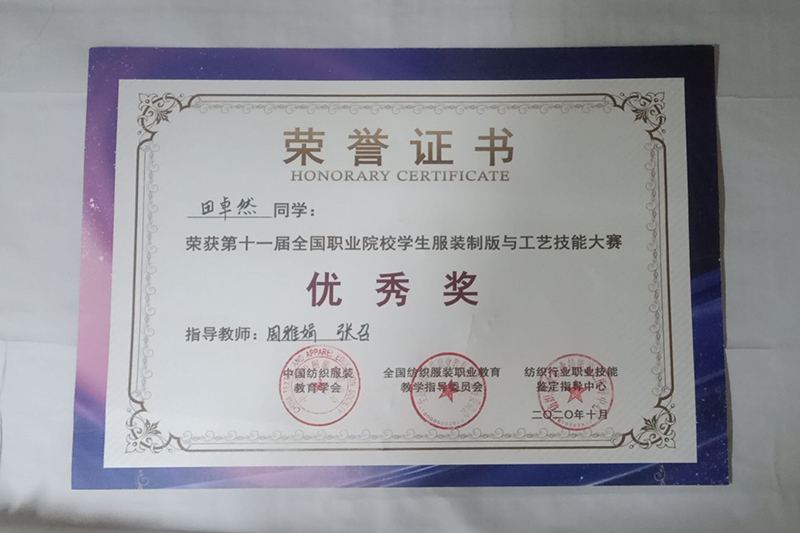 荣誉证书
HONORARY CERTIFICATE
田卓然 同学：
荣获第十一届全国职业院校学生服装制版与工艺技能大赛
优秀奖
指导教师：周雅娟 张召
中国纺织服装
教育学会
全国纺织服装职业教育
教学指导委员会
纺织行业职业技能
鉴定指导中心
二〇二〇年十月